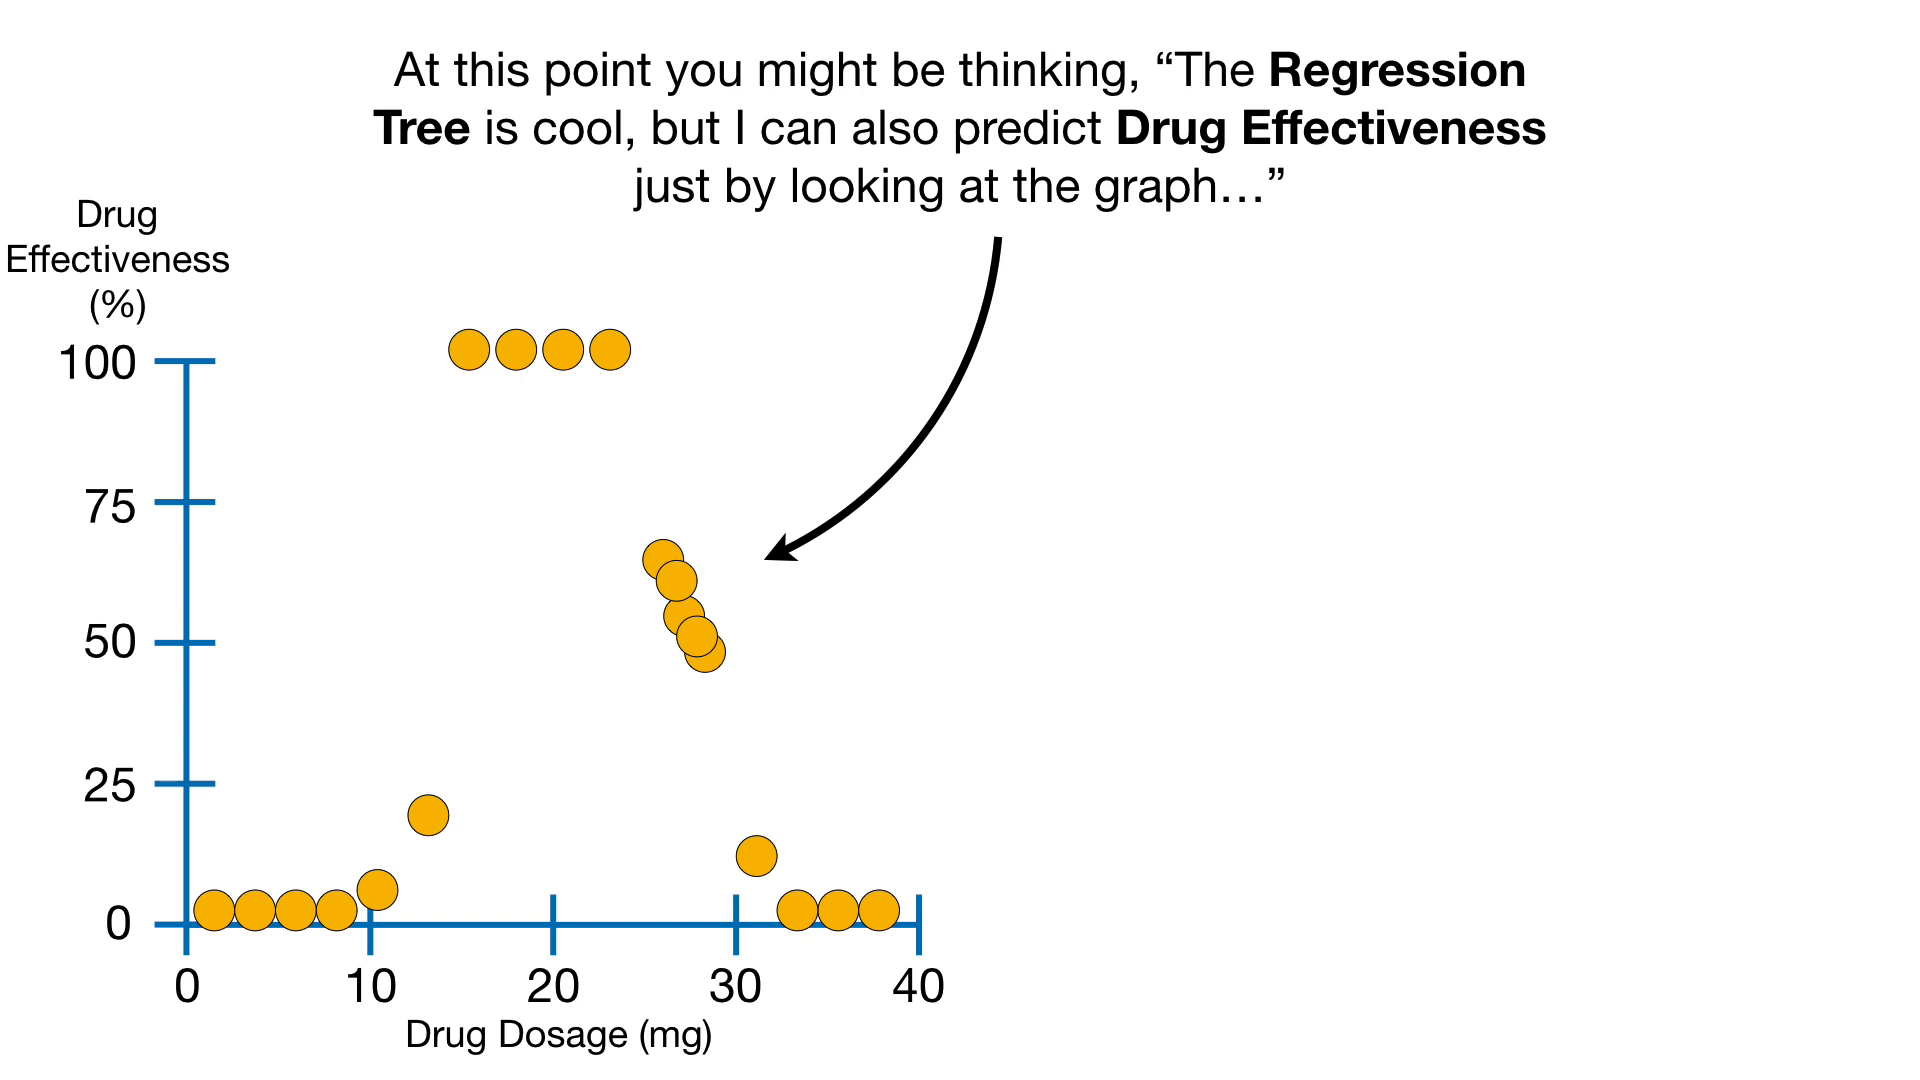 At this point you might be thinking, “The Regression
Tree is cool, but I can also predict Drug Effectiveness
just by looking at the graph…”
Drug
Effectiveness
(%)
100
75
50
25
0
0 10 20 30 40
Drug Dosage (mg)